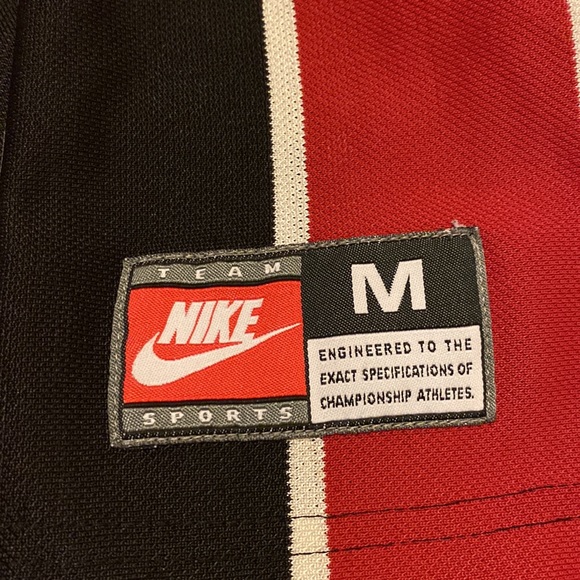 TEAM
NIKE
SPORTS
M
ENGINEERED TO THE
EXACT SPECIFICATIONS OF
CHAMPIONSHIP ATHLETES.